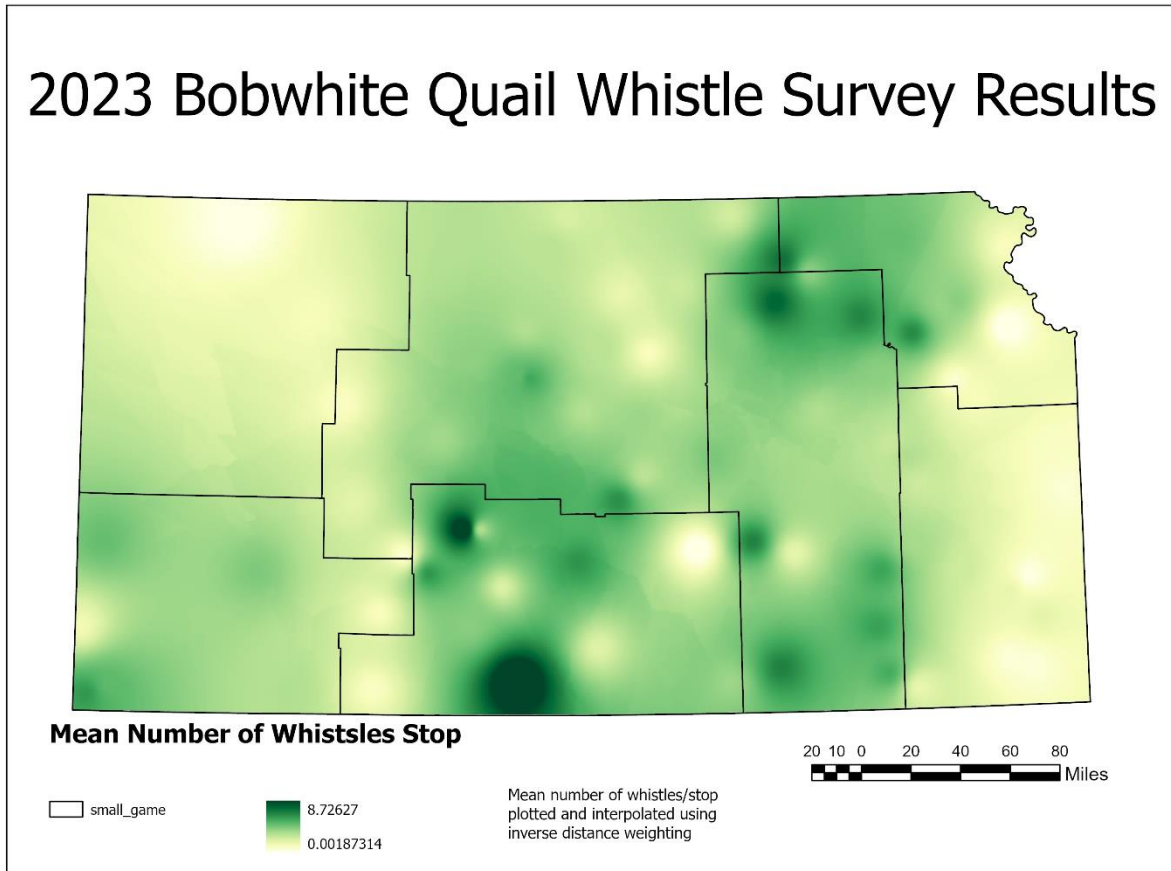 2023 Bobwhite Quail Whistle Survey Results
Mean Number of Whistsles Stop
20 10 0 20 40 60 80
Miles
small_game
8.72627
0.00187314
Mean number of whistles/stop
plotted and interpolated using
inverse distance weighting